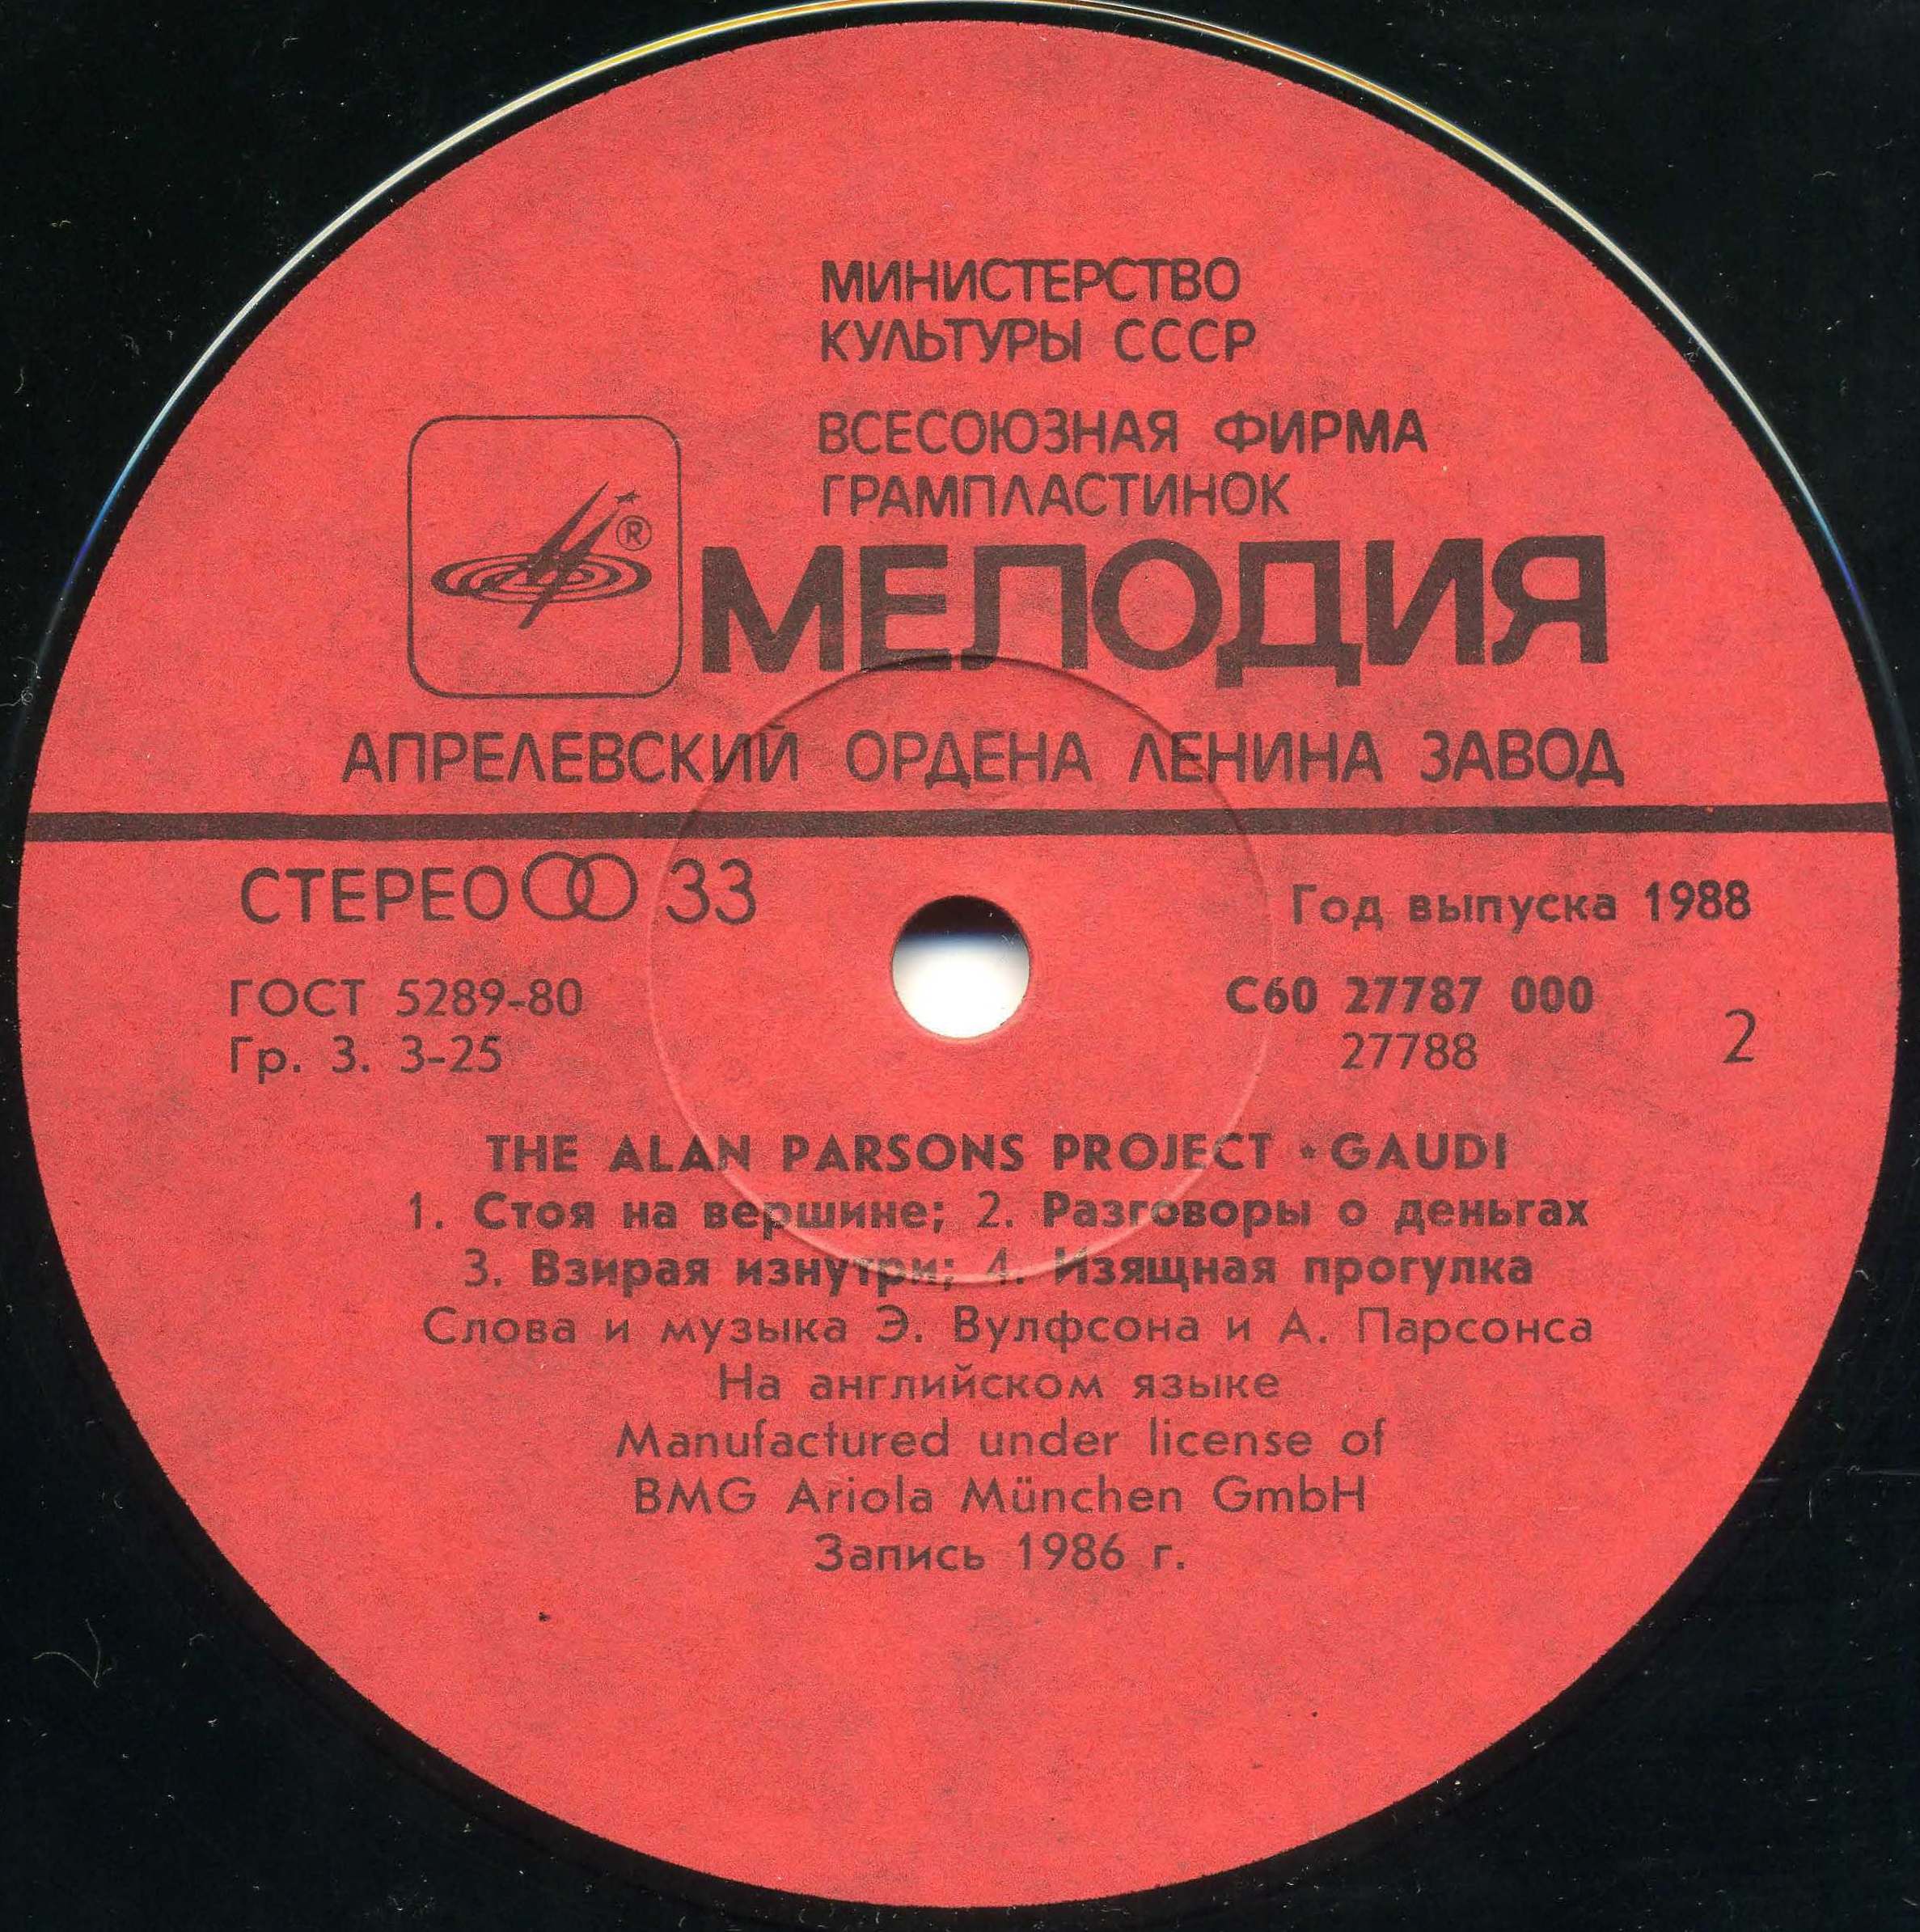 МИНИСТЕРСТВО
КУЛЬТУРЫ СССР
ВСЕСОЮЗНАЯ ФИРМА
ГРАМПЛАСТИНОК
®
МЕЛОДИЯ
АПРЕЛЕВСКИЙ ОРДЕНА ЛЕНИНА ЗАВОД
СТЕРЕО 33
Год выпуска 1988
ГОСТ 5289-80
С60 27787 000
Гр. 3. 3-25
27788
2
THE ALAN PARSONS PROJECT • GAUDI
1. Стоя на вершине; 2. Разговоры о деньгах
3. Взирая изнутри; 4. Изящная прогулка
Слова и музыка Э. Вулфсона и А. Парсонса
На английском языке
Manufactured under license of
BMG Ariola München GmbH
Запись 1986 г.